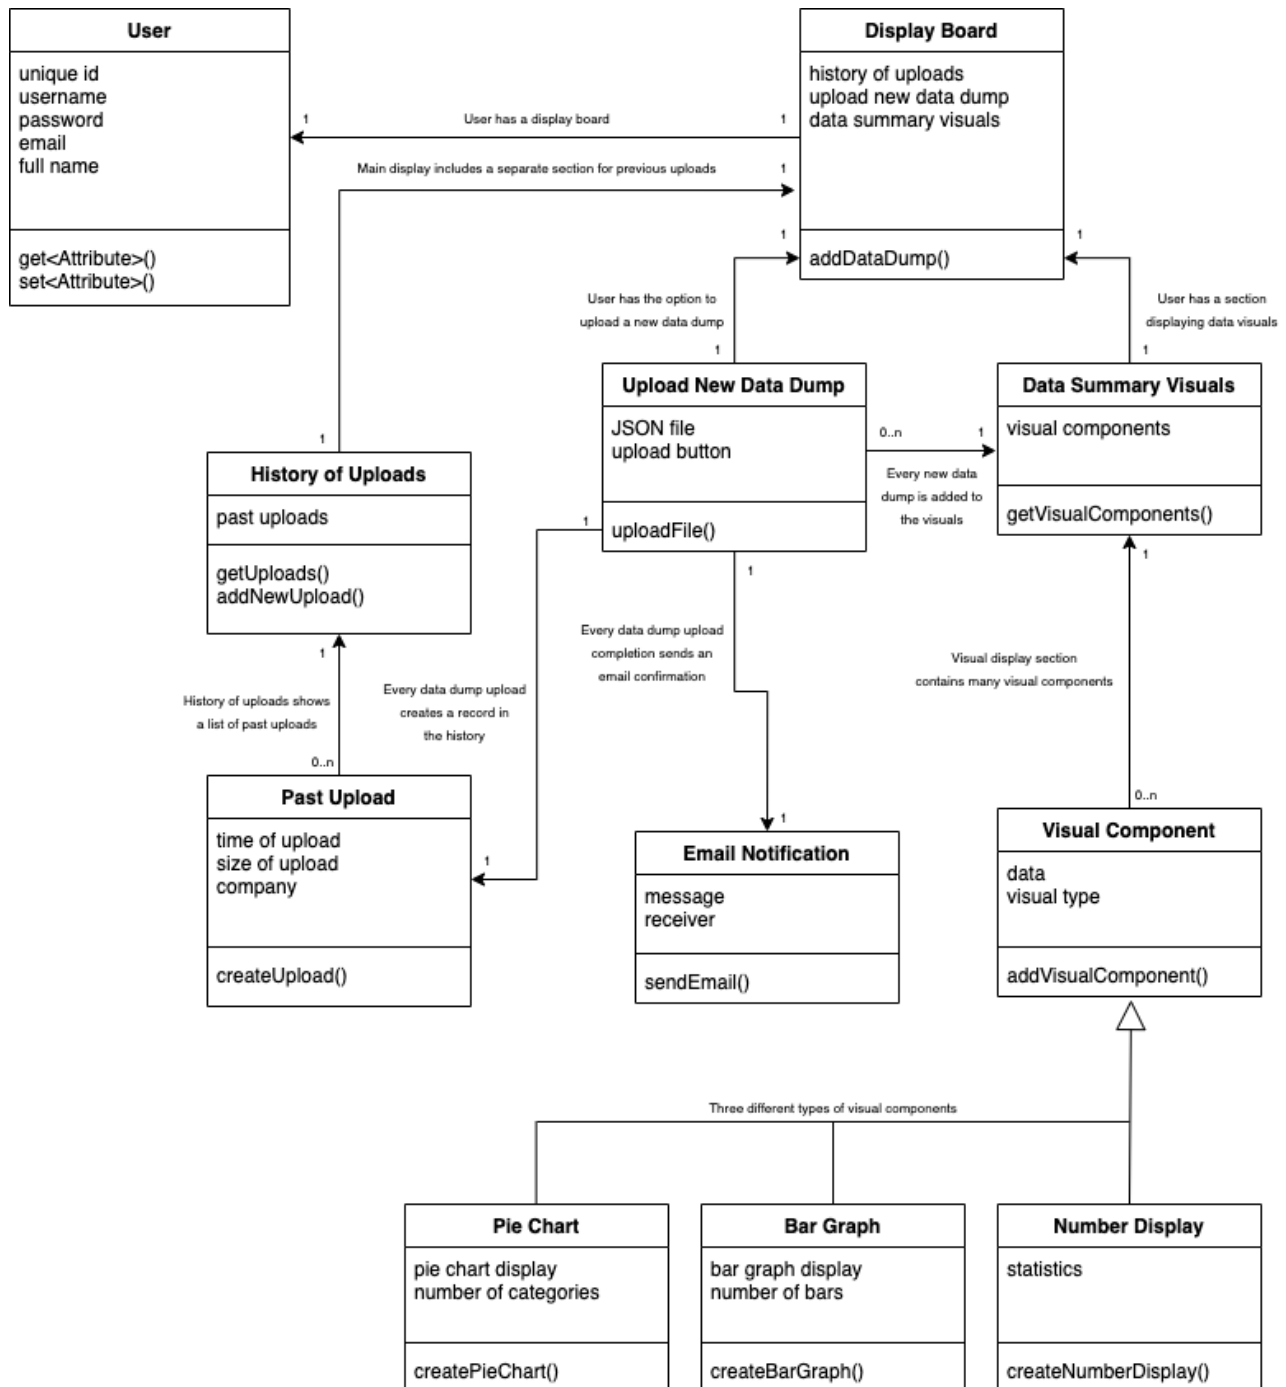 User
unique id
username
password
email
full name
get<Attribute>()
set<Attribute>()
1
User has a display board
1
Display Board
history of uploads
upload new data dump
data summary visuals
addDataDump()
Main display includes a separate section for previous uploads
1
1
1
User has the option to
upload a new data dump
1
1
User has a section
displaying data visuals
1
Upload New Data Dump
JSON file
upload button
uploadFile()
0..n
1
Every new data
dump is added to
the visuals
Data Summary Visuals
visual components
getVisualComponents()
History of Uploads
past uploads
getUploads()
addNewUpload()
1
1
1
1
History of uploads shows
a list of past uploads
0..n
Every data dump upload
creates a record in
the history
1
Every data dump upload
completion sends an
email confirmation
1
Visual display section
contains many visual components
0..n
Past Upload
time of upload
size of upload
company
createUpload()
Email Notification
message
receiver
sendEmail()
Visual Component
data
visual type
addVisualComponent()
Three different types of visual components
Pie Chart
pie chart display
number of categories
createPieChart()
Bar Graph
bar graph display
number of bars
createBarGraph()
Number Display
statistics
createNumberDisplay()